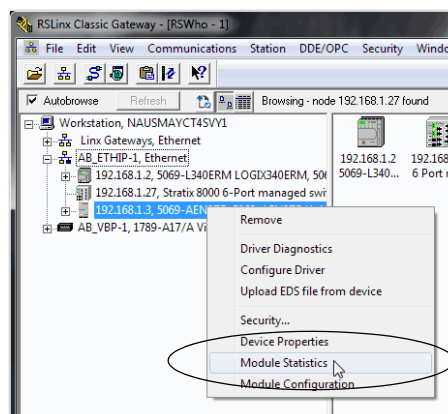 RSLinx Classic Gateway - [RSWho - 1]
File Edit View Communications Station DDE/OPC Security Windo
Autobrowse Refresh Browsing - node 192.168.1.27 found
Workstation, NAUSMAYCT4SVY1
Linx Gateways, Ethernet
AB_ETHIP-1, Ethernet
192.168.1.2, 5069-L340ERM LOGIX340ERM, 506
192.168.1.27, Stratix 8000 6-Port managed swi
192.168.1.3, 5069-AEN
AB_VBP-1, 1789-A17/A Vi
192.168.1.2
5069-L340...
192.168
6 Port r
Remove
Driver Diagnostics
Configure Driver
Upload EDS file from device
Security...
Device Properties
Module Statistics
Module Configuration